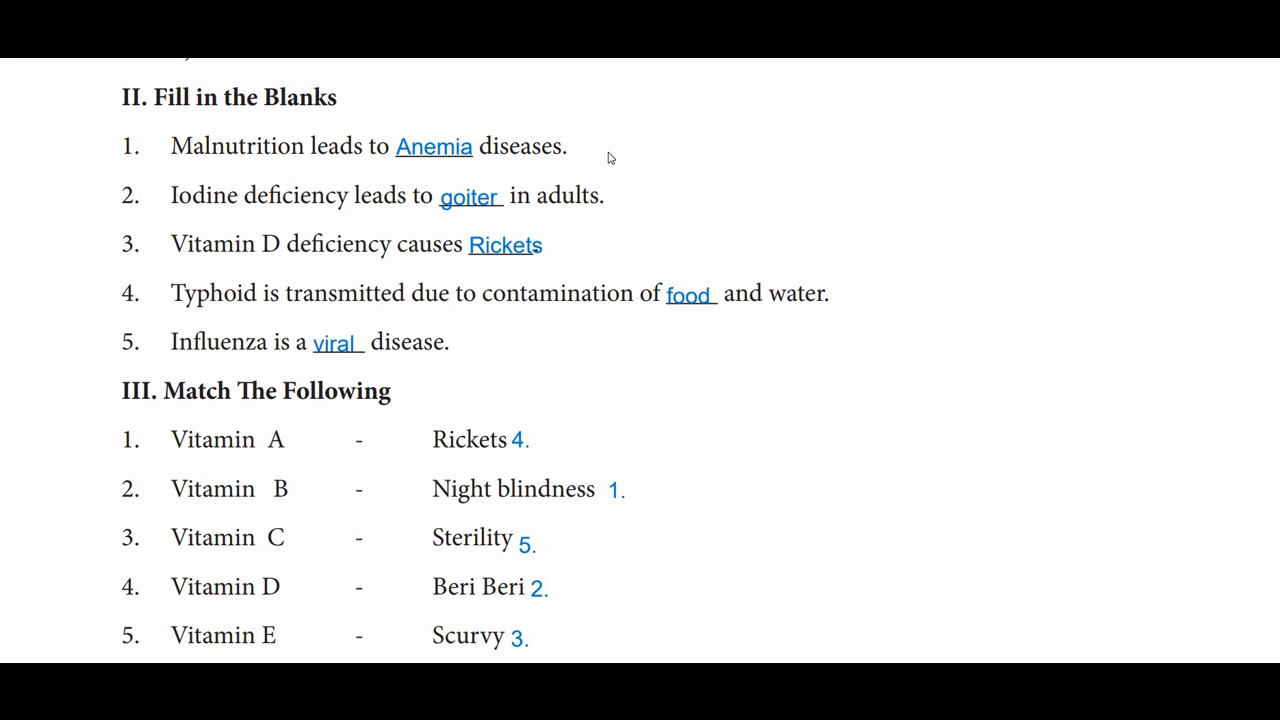 II. Fill in the Blanks
1. Malnutrition leads to Anemia diseases.
2. Iodine deficiency leads to goiter in adults.
3. Vitamin D deficiency causes Rickets.
4. Typhoid is transmitted due to contamination of food and water.
5. Influenza is a viral disease.
III. Match The Following
1. Vitamin A - Rickets 4.
2. Vitamin B - Night blindness 1.
3. Vitamin C - Sterility 5.
4. Vitamin D - Beri Beri 2.
5. Vitamin E - Scurvy 3.